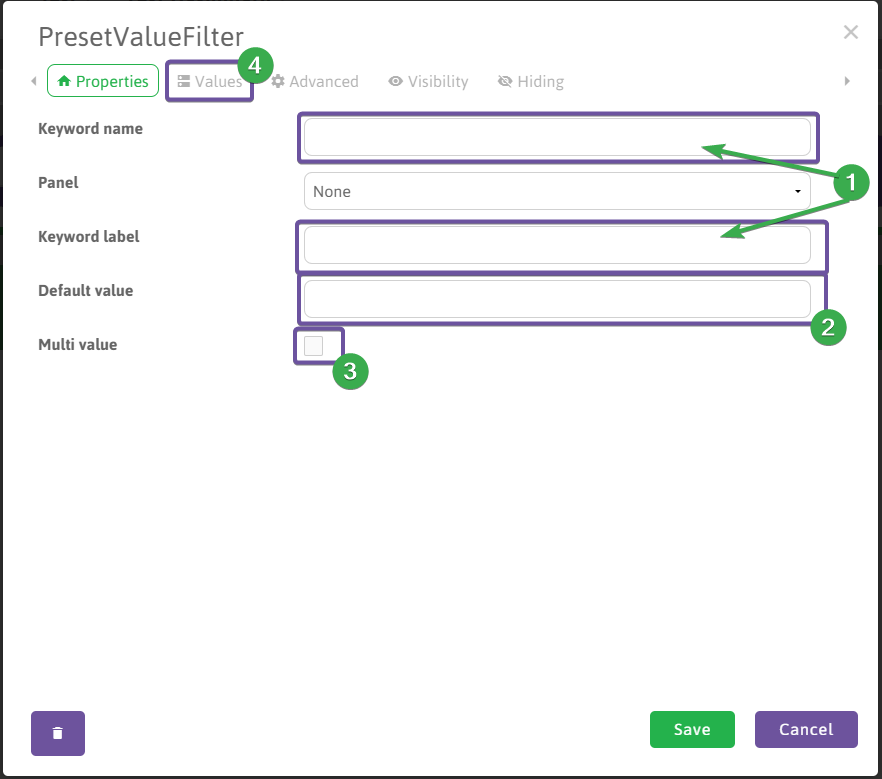 PresetValueFilter
Properties Values Advanced Visibility Hiding
4
Keyword name
Panel
None
1
Keyword label
Default value
2
Multi value
3
Save Cancel